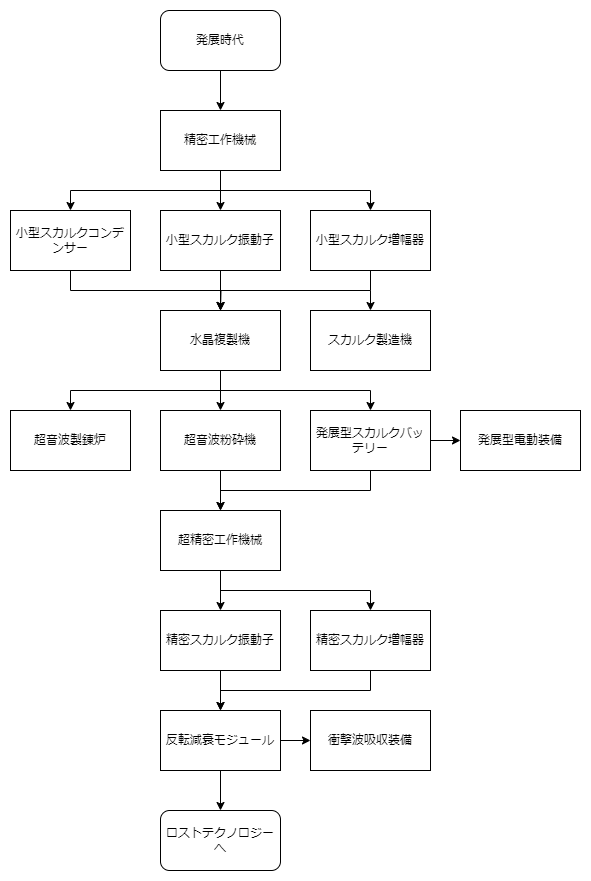 発展時代
精密工作機械
小型スカルクコンデ
ンサー
小型スカルク振動子
小型スカルク増幅器
水晶複製機
スカルク製造機
超音波製錬炉
超音波粉砕機
発展型スカルクバッ
テリー
発展型電動装備
超精密工作機械
精密スカルク振動子
精密スカルク増幅器
反転減衰モジュール
衝撃波吸収装備
ロストテクノロジー
へ